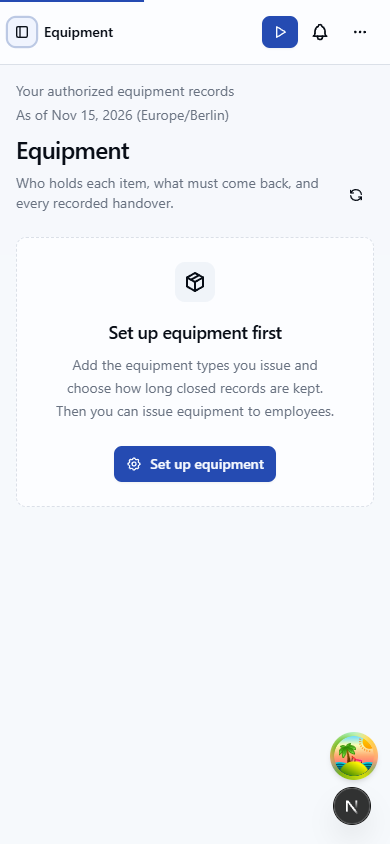 Equipment
Your authorized equipment records
As of Nov 15, 2026 (Europe/Berlin)
Equipment
Who holds each item, what must come back, and
every recorded handover.
Set up equipment first
Add the equipment types you issue and
choose how long closed records are kept.
Then you can issue equipment to employees.
Set up equipment
N